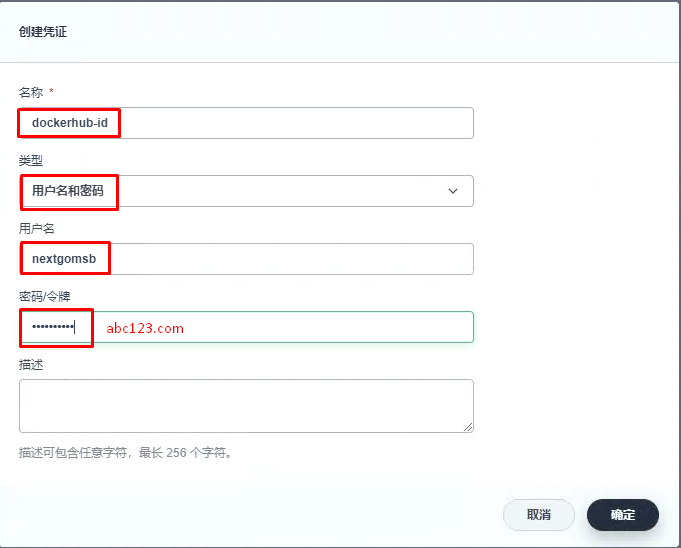 创建凭证
名称 *
dockerhub-id
类型
用户名和密码
用户名
nextgomsb
密码/令牌
•••••••••• abc123.com
描述
描述可包含任意字符，最长 256 个字符。
取消 确定